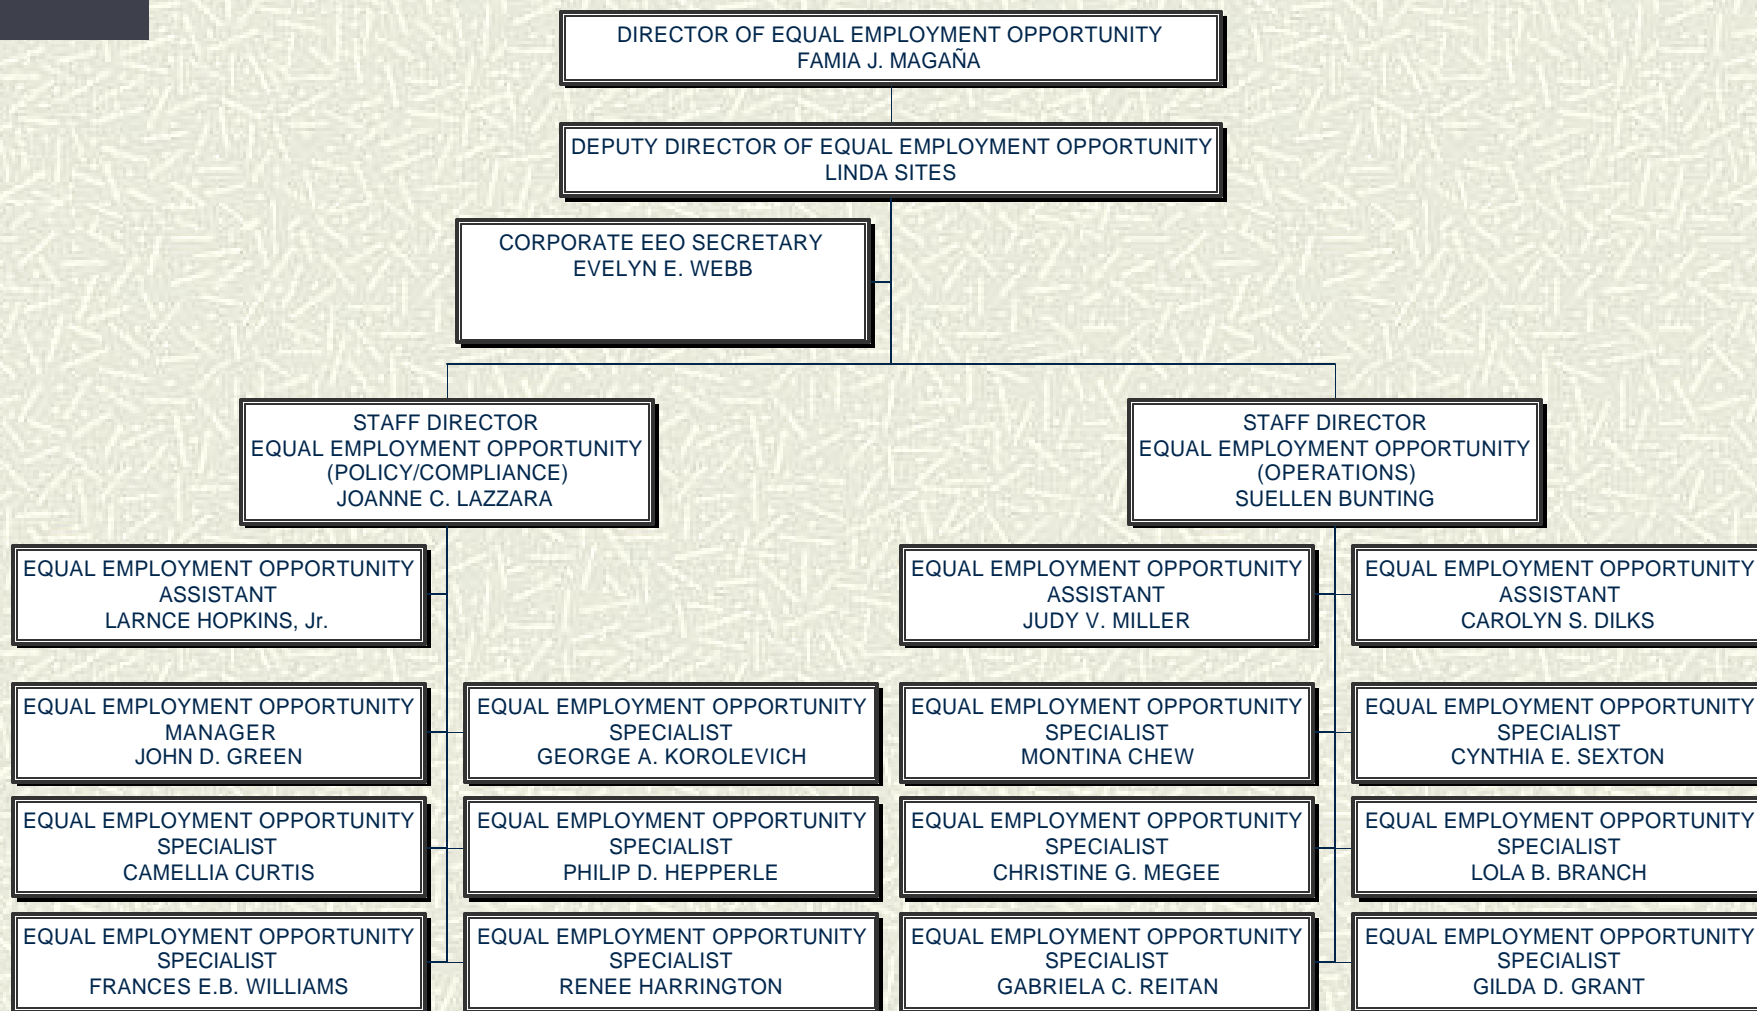 DIRECTOR OF EQUAL EMPLOYMENT OPPORTUNITY
FAMIA J. MAGAÑA
DEPUTY DIRECTOR OF EQUAL EMPLOYMENT OPPORTUNITY
LINDA SITES
CORPORATE EEO SECRETARY
EVELYN E. WEBB
STAFF DIRECTOR
EQUAL EMPLOYMENT OPPORTUNITY
(POLICY/COMPLIANCE)
JOANNE C. LAZZARA
STAFF DIRECTOR
EQUAL EMPLOYMENT OPPORTUNITY
(OPERATIONS)
SUELLEN BUNTING
EQUAL EMPLOYMENT OPPORTUNITY
ASSISTANT
LARNCE HOPKINS, Jr.
EQUAL EMPLOYMENT OPPORTUNITY
ASSISTANT
JUDY V. MILLER
EQUAL EMPLOYMENT OPPORTUNITY
ASSISTANT
CAROLYN S. DILKS
EQUAL EMPLOYMENT OPPORTUNITY
MANAGER
JOHN D. GREEN
EQUAL EMPLOYMENT OPPORTUNITY
SPECIALIST
GEORGE A. KOROLEVICH
EQUAL EMPLOYMENT OPPORTUNITY
SPECIALIST
MONTINA CHEW
EQUAL EMPLOYMENT OPPORTUNITY
SPECIALIST
CYNTHIA E. SEXTON
EQUAL EMPLOYMENT OPPORTUNITY
SPECIALIST
CAMELLIA CURTIS
EQUAL EMPLOYMENT OPPORTUNITY
SPECIALIST
PHILIP D. HEPPERLE
EQUAL EMPLOYMENT OPPORTUNITY
SPECIALIST
CHRISTINE G. MEGEE
EQUAL EMPLOYMENT OPPORTUNITY
SPECIALIST
LOLA B. BRANCH
EQUAL EMPLOYMENT OPPORTUNITY
SPECIALIST
FRANCES E.B. WILLIAMS
EQUAL EMPLOYMENT OPPORTUNITY
SPECIALIST
RENEE HARRINGTON
EQUAL EMPLOYMENT OPPORTUNITY
SPECIALIST
GABRIELA C. REITAN
EQUAL EMPLOYMENT OPPORTUNITY
SPECIALIST
GILDA D. GRANT